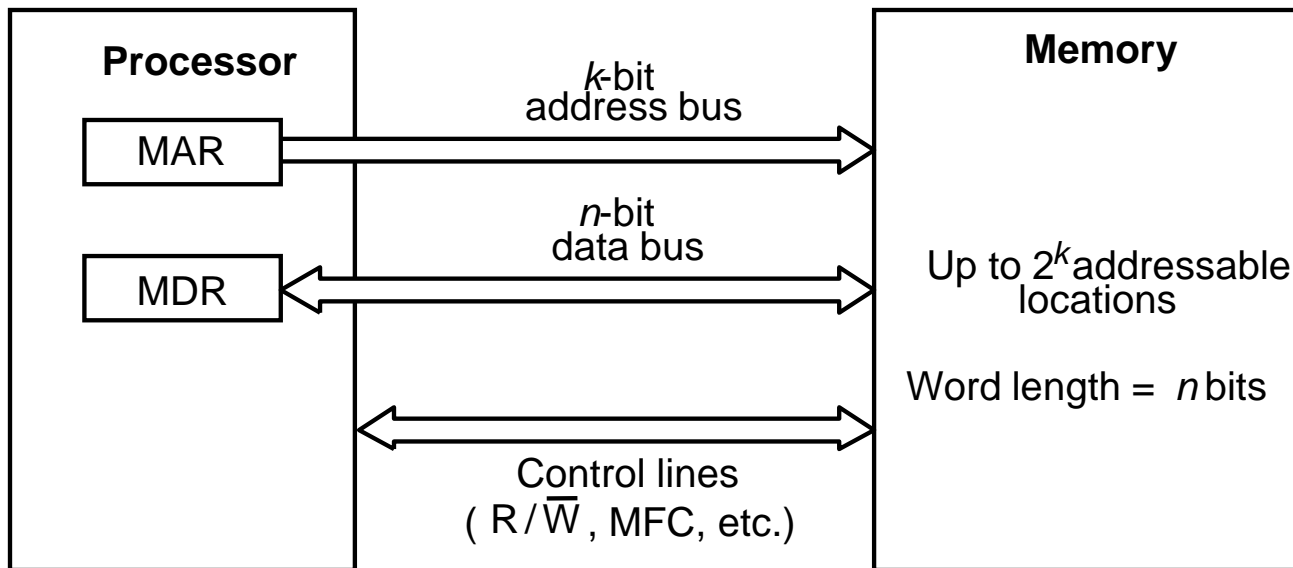 Processor
Memory
k-bit
address bus
MAR
n-bit
data bus
MDR
Up to 2ᵏ addressable
locations
Word length = n bits
Control lines
( R / W̅ , MFC, etc.)